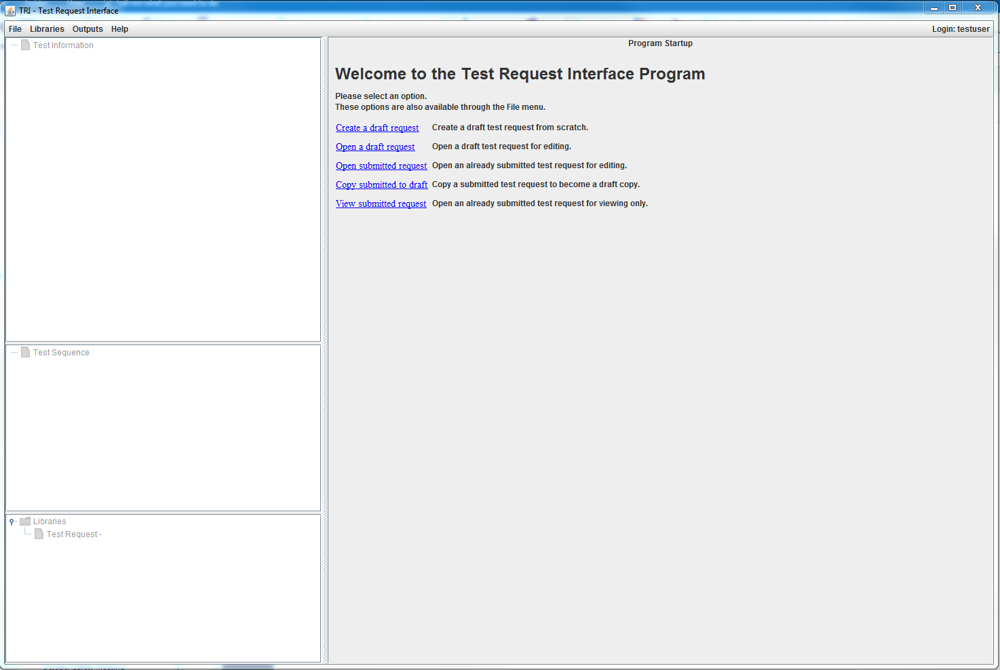 TRI - Test Request Interface
File Libraries Outputs Help Login: testuser
Test Information
Program Startup
Welcome to the Test Request Interface Program
Please select an option.
These options are also available through the File menu.
Create a draft request Create a draft test request from scratch.
Open a draft request Open a draft test request for editing.
Open submitted request Open an already submitted test request for editing.
Copy submitted to draft Copy a submitted test request to become a draft copy.
View submitted request Open an already submitted test request for viewing only.
Test Sequence
Libraries
Test Request -